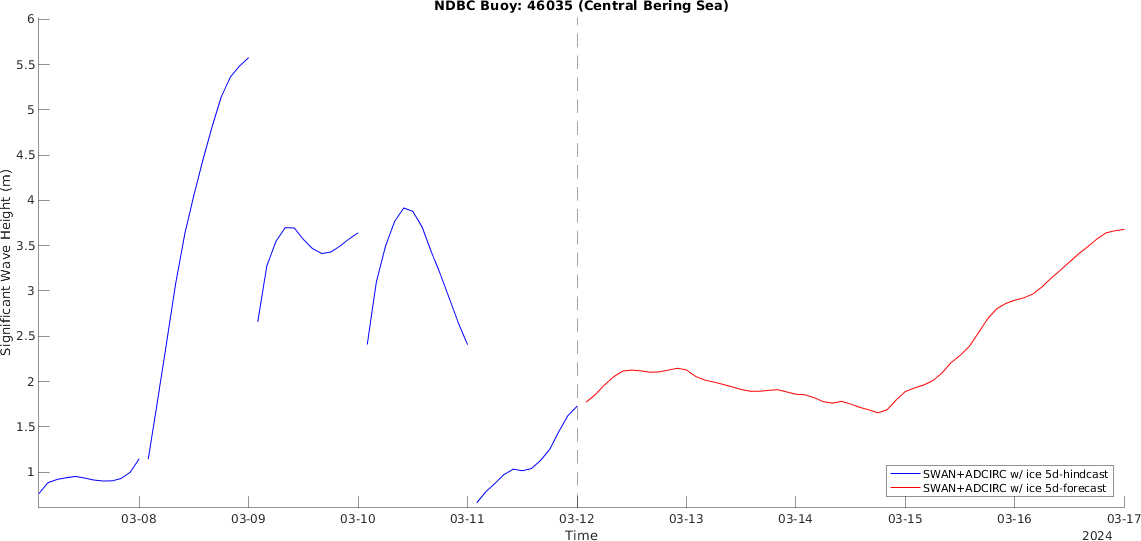 NDBC Buoy: 46035 (Central Bering Sea)
Significant Wave Height (m)
6
5.5
5
4.5
4
3.5
3
2.5
2
1.5
1
SWAN+ADCIRC w/ ice 5d-hindcast
SWAN+ADCIRC w/ ice 5d-forecast
03-08 03-09 03-10 03-11 03-12 03-13 03-14 03-15 03-16 03-17
Time
2024